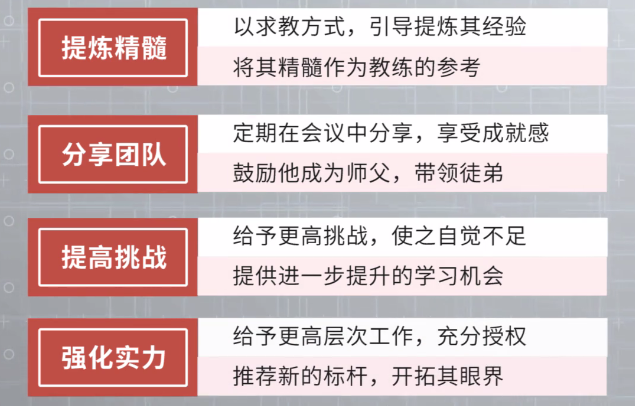 提炼精髓
以求教方式，引导提炼其经验
将其精髓作为教练的参考
分享团队
定期在会议中分享，享受成就感
鼓励他成为师父，带领徒弟
提高挑战
给予更高挑战，使之自觉不足
提供进一步提升的学习机会
强化实力
给予更高层次工作，充分授权
推荐新的标杆，开拓其眼界